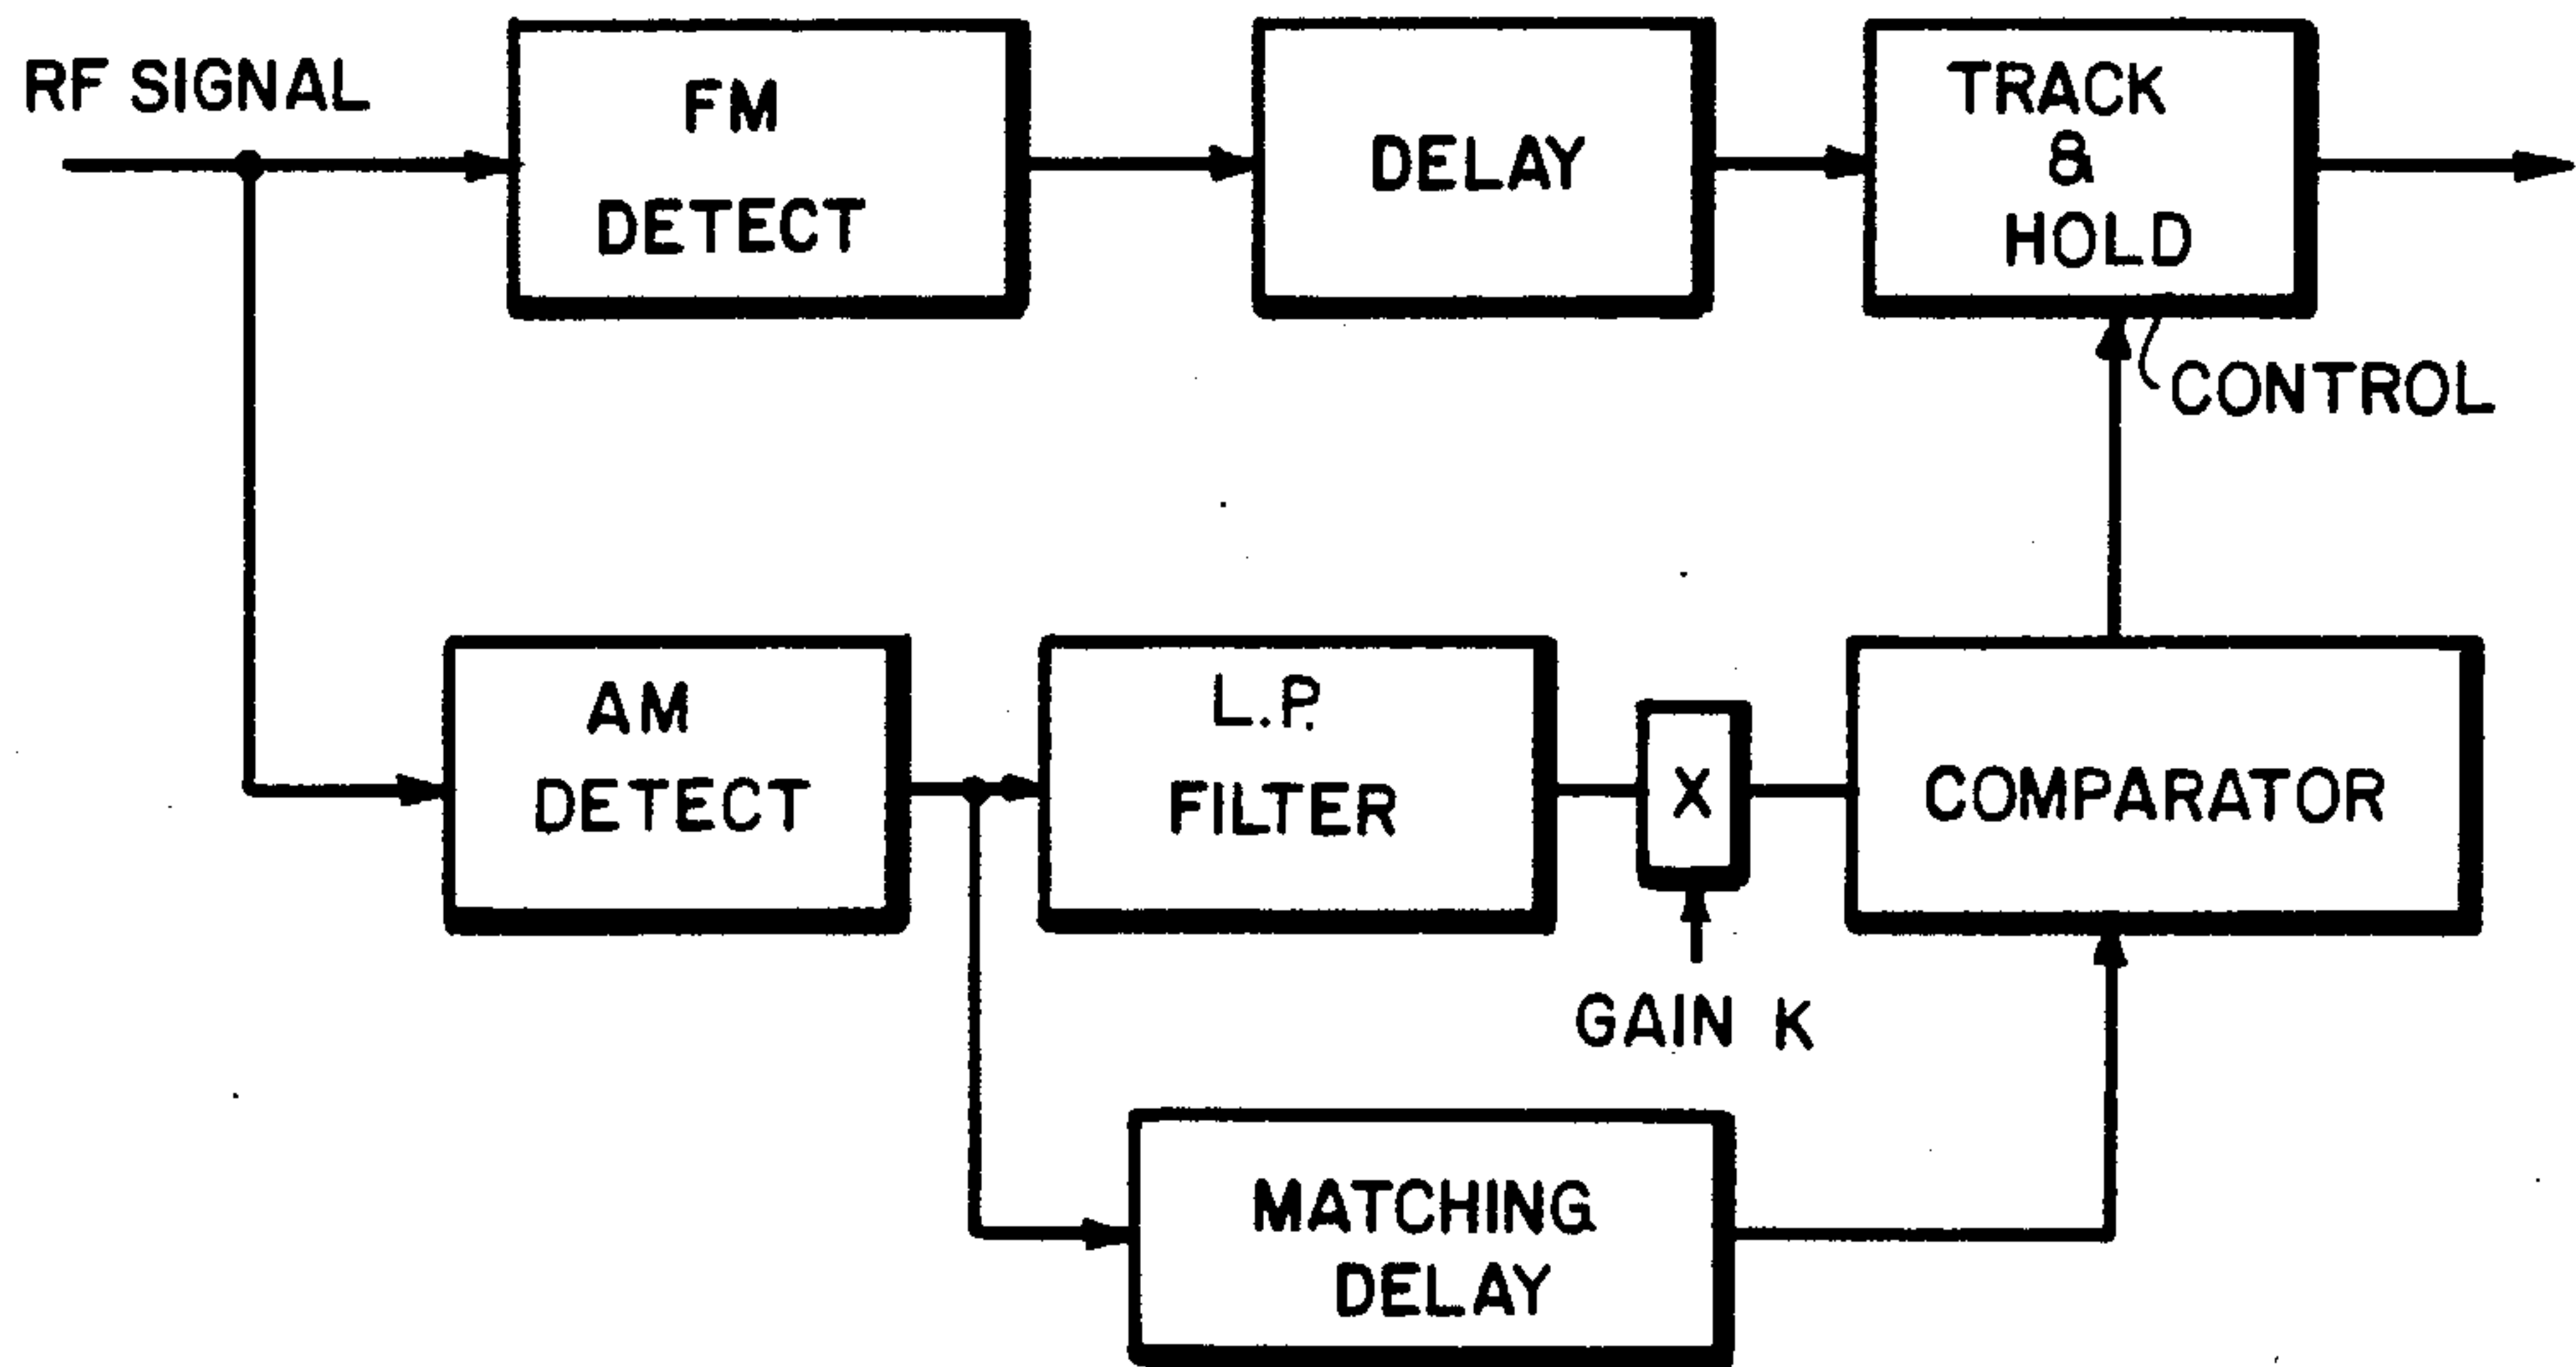 RF SIGNAL
FM
DETECT
DELAY
TRACK
&
HOLD
CONTROL
AM
DETECT
L.P.
FILTER
X
COMPARATOR
GAIN K
MATCHING
DELAY